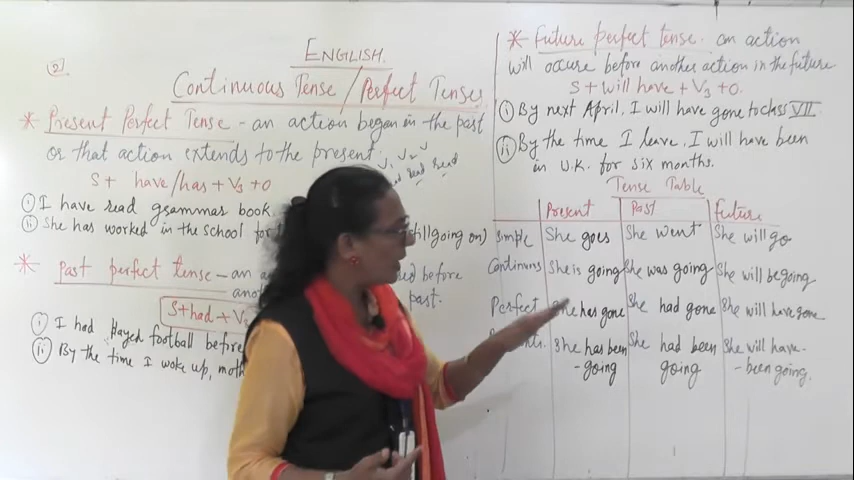 ENGLISH.
2
Continuous Tense / Perfect Tenses
* Present Perfect Tense - an action began in the past
or that action extends to the present.
V1 V2 V3
read read
S + have/has + V3 + O
i I have read grammar book.
ii She has worked in the school for still going on)
* Past perfect tense - an before
past.
S + had + V3
i I had played football before
ii By the time I woke up,
* Future perfect tense. an action
will occure before another action in the future
S + will have + V3 + O.
i By next April, I will have gone to class VII.
ii By the time I leave, I will have been
in U.K. for six months.
Tense Table
Present Past Future
Simple She goes She went She will go
Continuous She is going She was going She will be going
Perfect She has gone She had gone She will have gone
She has been She had been She will have
- going going - been going.